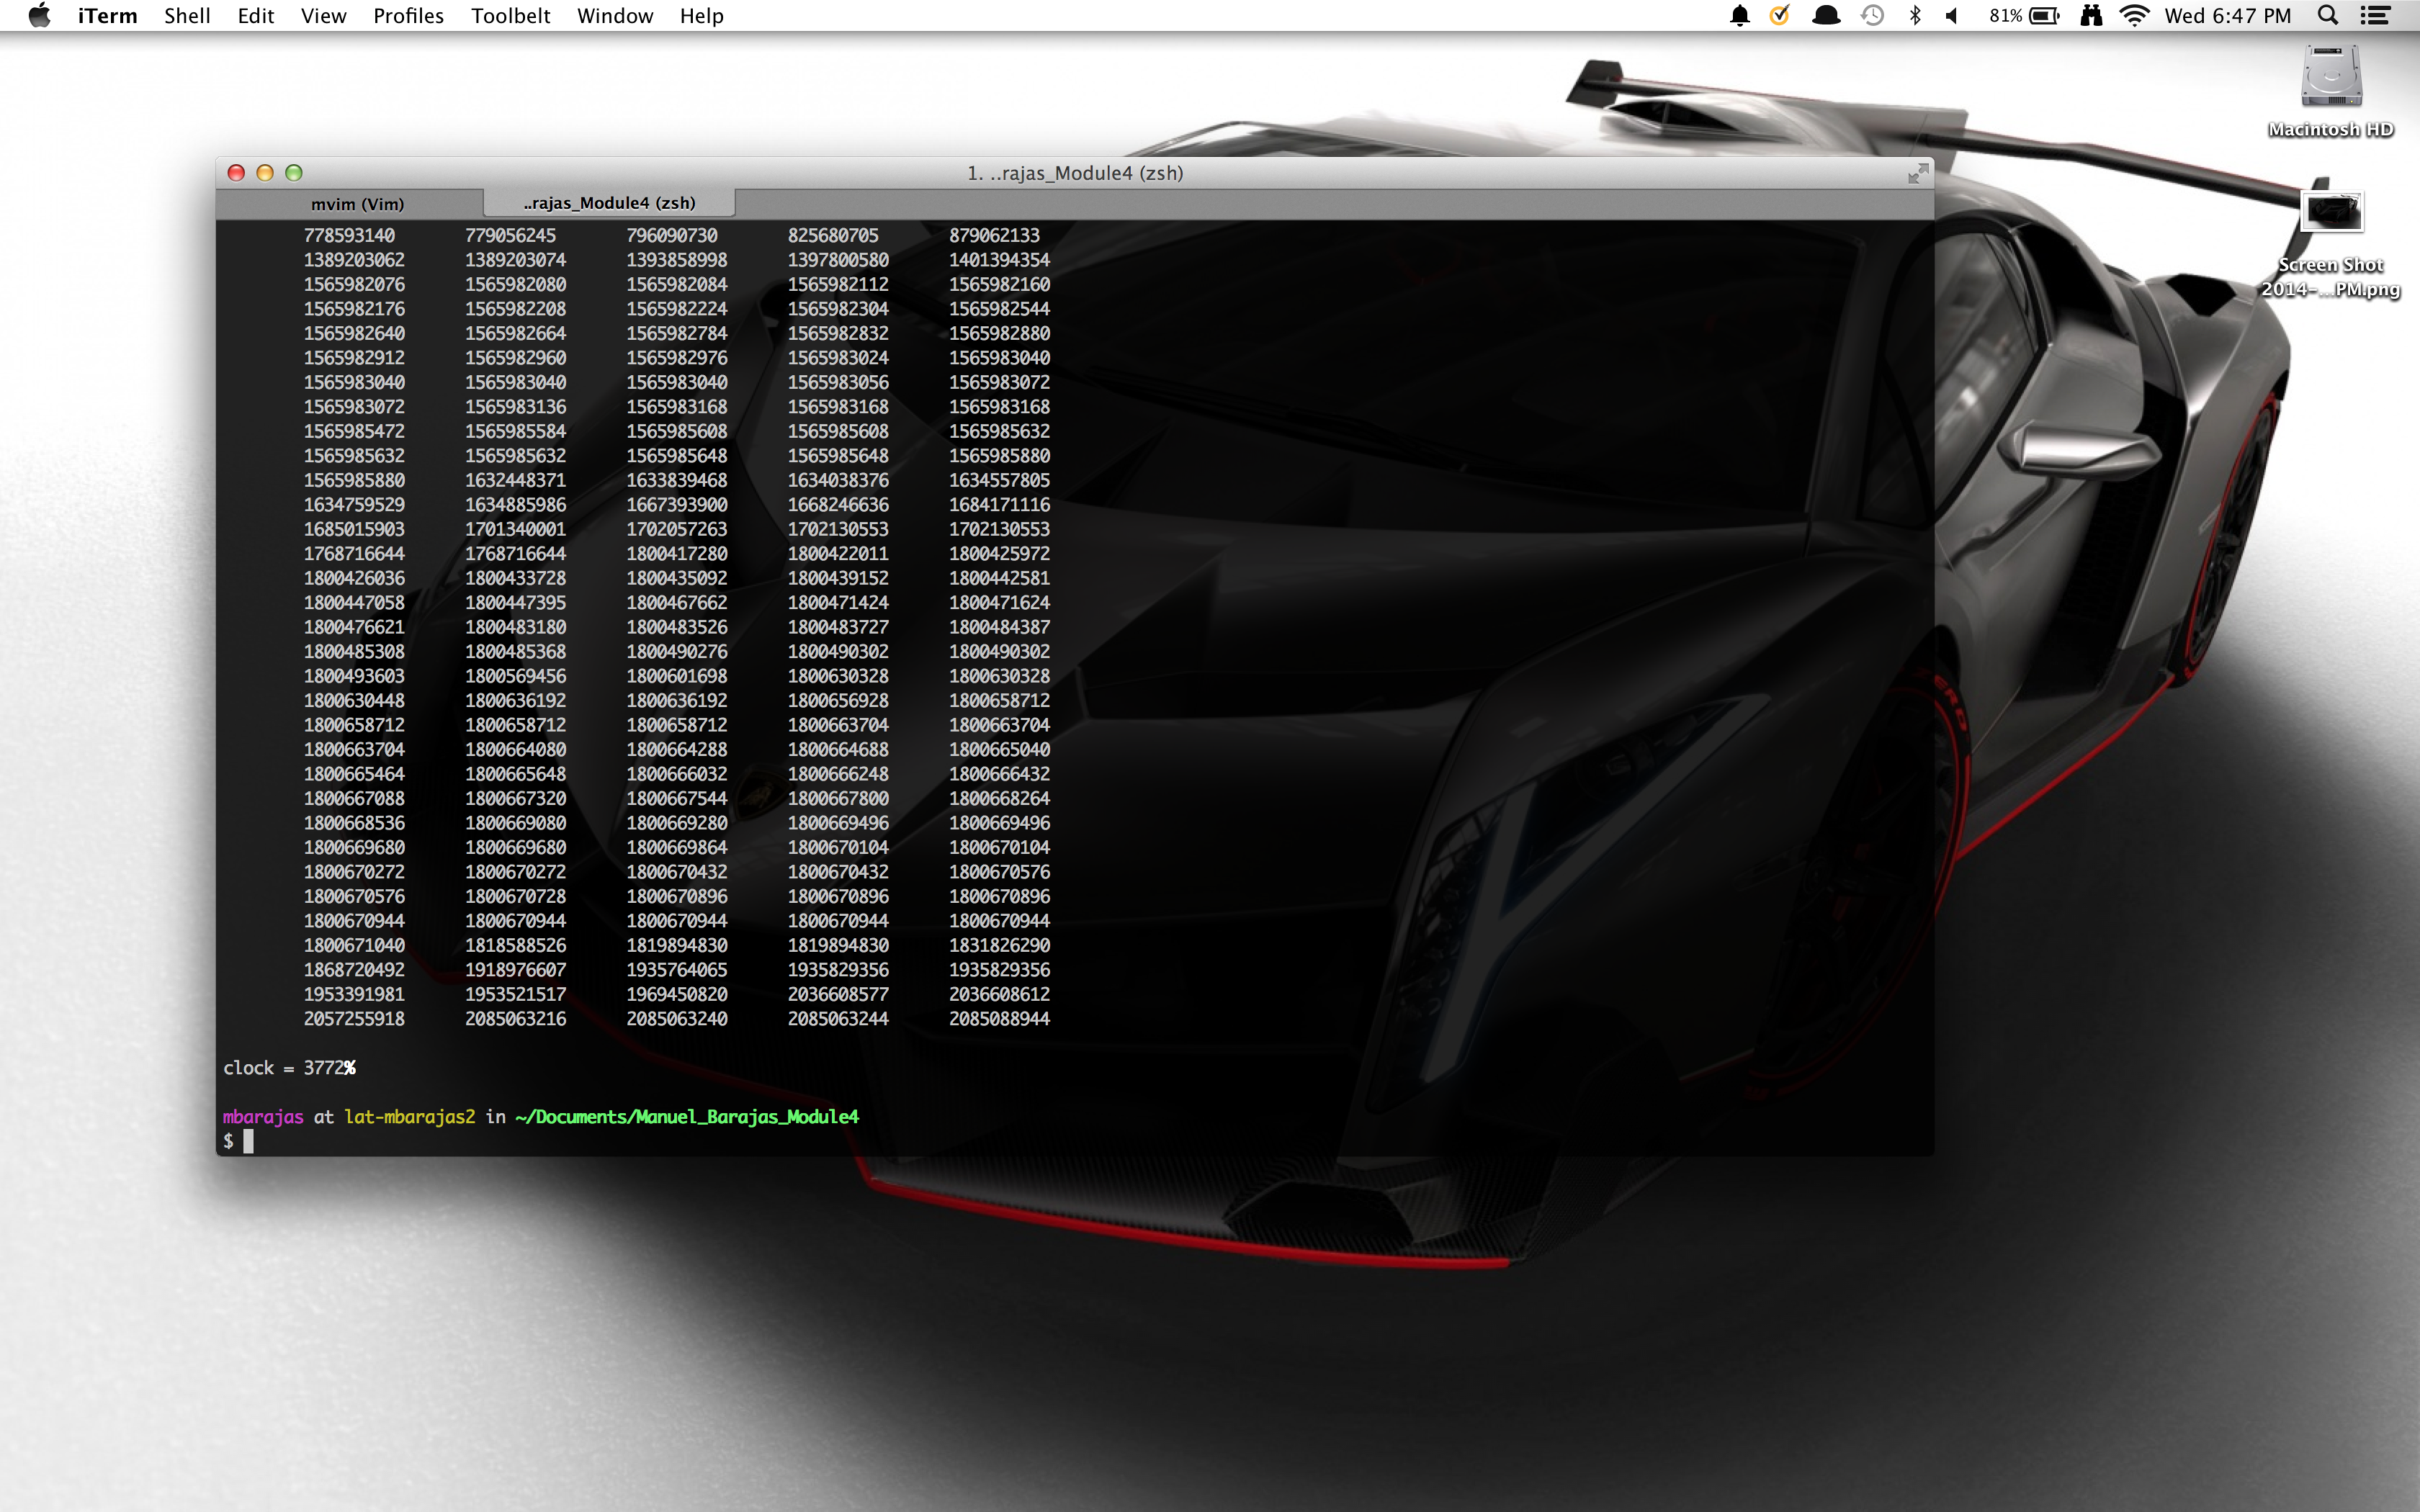 iTerm Shell Edit View Profiles Toolbelt Window Help 81% Wed 6:47 PM
Macintosh HD
Screen Shot
2014-...PM.png
1. ..rajas_Module4 (zsh)
mvim (Vim) ..rajas_Module4 (zsh)
778593140 779056245 796090730 825680705 879062133
1389203062 1389203074 1393858998 1397800580 1401394354
1565982076 1565982080 1565982084 1565982112 1565982160
1565982176 1565982208 1565982224 1565982304 1565982544
1565982640 1565982664 1565982784 1565982832 1565982880
1565982912 1565982960 1565982976 1565983024 1565983040
1565983040 1565983040 1565983040 1565983056 1565983072
1565983072 1565983136 1565983168 1565983168 1565983168
1565985472 1565985584 1565985608 1565985608 1565985632
1565985632 1565985632 1565985648 1565985648 1565985880
1565985880 1632448371 1633839468 1634038376 1634557805
1634759529 1634885986 1667393900 1668246636 1684171116
1685015903 1701340001 1702057263 1702130553 1702130553
1768716644 1768716644 1800417280 1800422011 1800425972
1800426036 1800433728 1800435092 1800439152 1800442581
1800447058 1800447395 1800467662 1800471424 1800471624
1800476621 1800483180 1800483526 1800483727 1800484387
1800485308 1800485368 1800490276 1800490302 1800490302
1800493603 1800569456 1800601698 1800630328 1800630328
1800630448 1800636192 1800636192 1800656928 1800658712
1800658712 1800658712 1800658712 1800663704 1800663704
1800663704 1800664080 1800664288 1800664688 1800665040
1800665464 1800665648 1800666032 1800666248 1800666432
1800667088 1800667320 1800667544 1800667800 1800668264
1800668536 1800669080 1800669280 1800669496 1800669496
1800669680 1800669680 1800669864 1800670104 1800670104
1800670272 1800670272 1800670432 1800670432 1800670576
1800670576 1800670728 1800670896 1800670896 1800670896
1800670944 1800670944 1800670944 1800670944 1800670944
1800671040 1818588526 1819894830 1819894830 1831826290
1868720492 1918976607 1935764065 1935829356 1935829356
1953391981 1953521517 1969450820 2036608577 2036608612
2057255918 2085063216 2085063240 2085063244 2085088944
clock = 3772%
mbarajas at lat-mbarajas2 in ~/Documents/Manuel_Barajas_Module4
$